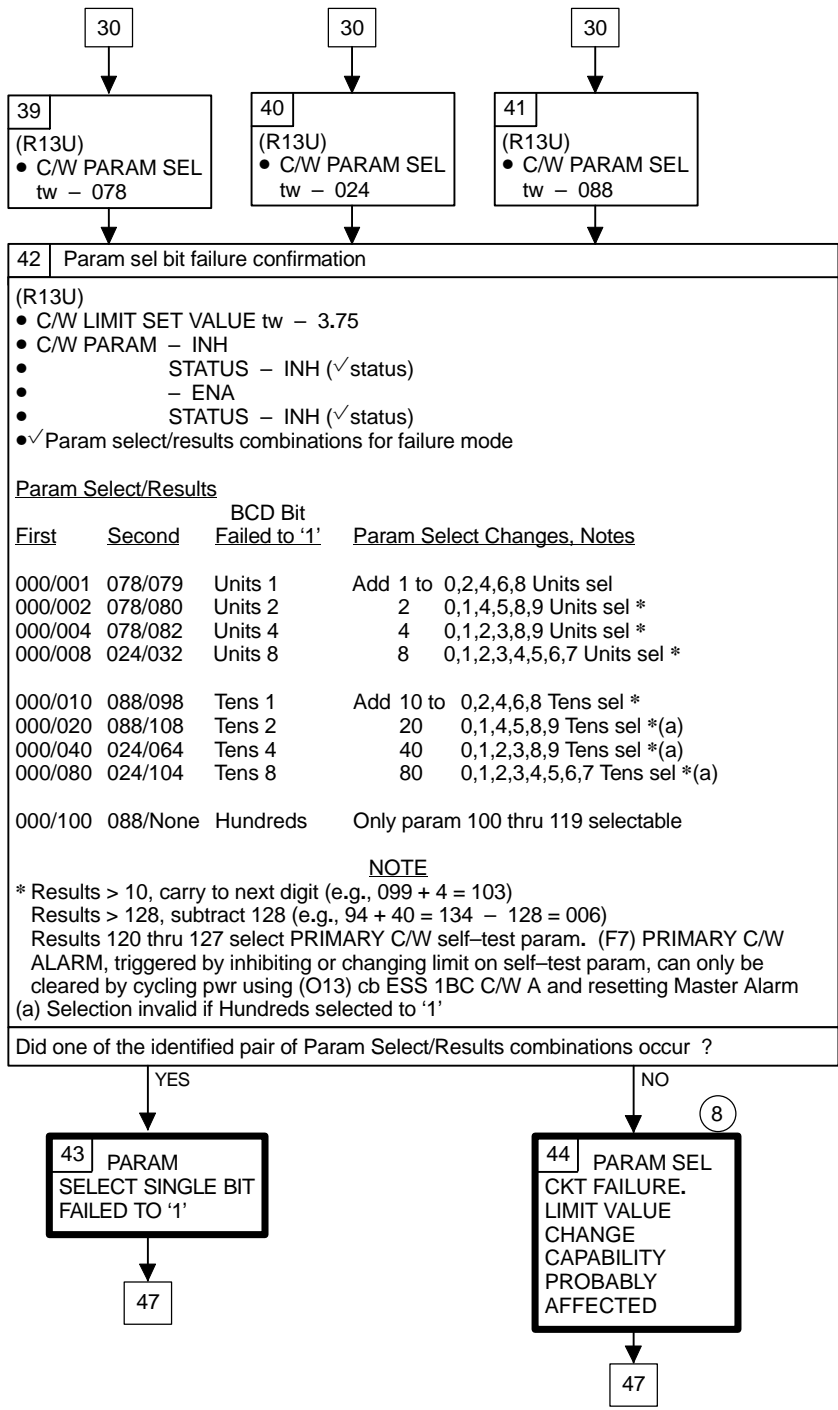 30
30
30
39
(R13U)
● C/W PARAM SEL
tw – 078
40
(R13U)
● C/W PARAM SEL
tw – 024
41
(R13U)
● C/W PARAM SEL
tw – 088
42 Param sel bit failure confirmation
(R13U)
● C/W LIMIT SET VALUE tw – 3.75
● C/W PARAM – INH
● STATUS – INH (√status)
● – ENA
● STATUS – INH (√status)
●√Param select/results combinations for failure mode
Param Select/Results
BCD Bit
First Second Failed to ‘1’ Param Select Changes, Notes
000/001 078/079 Units 1 Add 1 to 0,2,4,6,8 Units sel
000/002 078/080 Units 2 2 0,1,4,5,8,9 Units sel *
000/004 078/082 Units 4 4 0,1,2,3,8,9 Units sel *
000/008 024/032 Units 8 8 0,1,2,3,4,5,6,7 Units sel *
000/010 088/098 Tens 1 Add 10 to 0,2,4,6,8 Tens sel *
000/020 088/108 Tens 2 20 0,1,4,5,8,9 Tens sel *(a)
000/040 024/064 Tens 4 40 0,1,2,3,8,9 Tens sel *(a)
000/080 024/104 Tens 8 80 0,1,2,3,4,5,6,7 Tens sel *(a)
000/100 088/None Hundreds Only param 100 thru 119 selectable
NOTE
* Results > 10, carry to next digit (e.g., 099 + 4 = 103)
Results > 128, subtract 128 (e.g., 94 + 40 = 134 – 128 = 006)
Results 120 thru 127 select PRIMARY C/W self–test param. (F7) PRIMARY C/W
ALARM, triggered by inhibiting or changing limit on self–test param, can only be
cleared by cycling pwr using (O13) cb ESS 1BC C/W A and resetting Master Alarm
(a) Selection invalid if Hundreds selected to ‘1’
Did one of the identified pair of Param Select/Results combinations occur ?
YES
NO
8
43 PARAM
SELECT SINGLE BIT
FAILED TO ‘1’
47
44 PARAM SEL
CKT FAILURE.
LIMIT VALUE
CHANGE
CAPABILITY
PROBABLY
AFFECTED
47